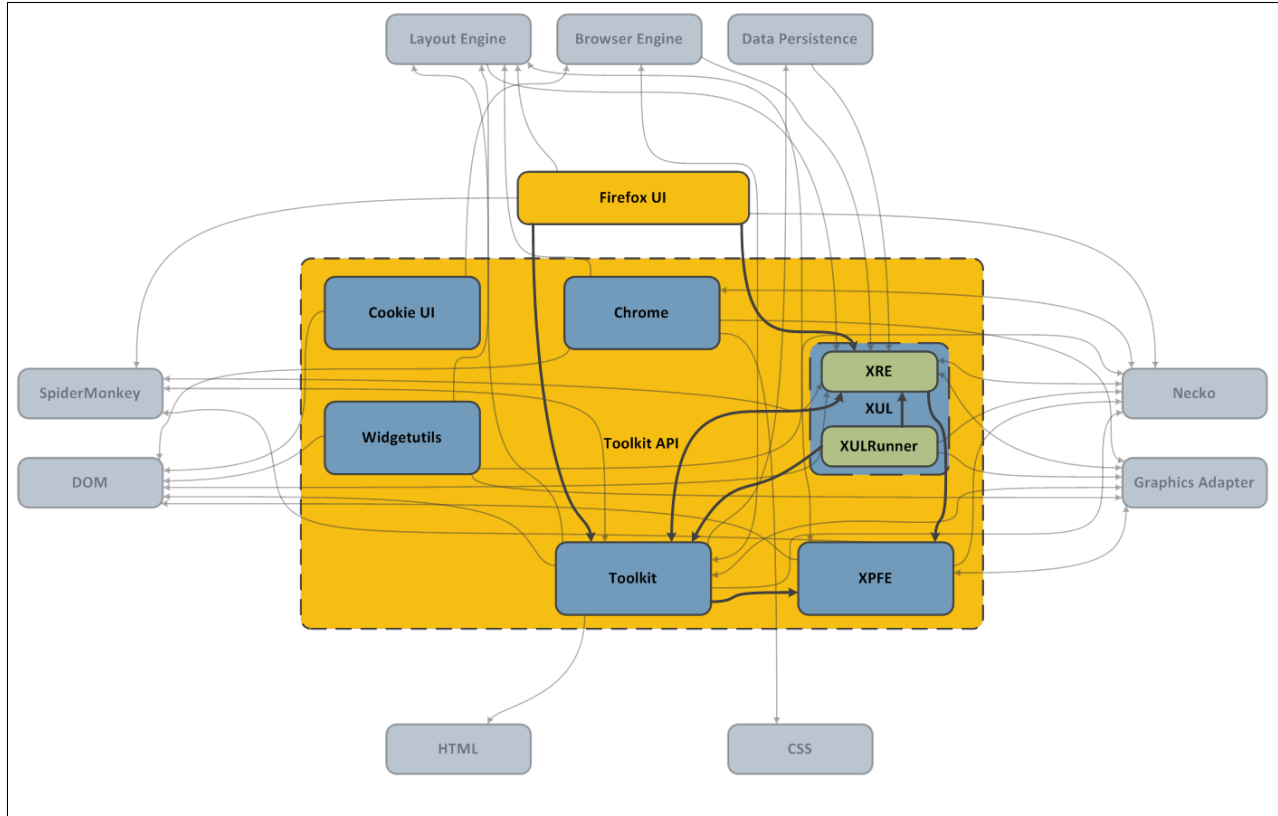 Layout Engine
Browser Engine
Data Persistence
Firefox UI
Cookie UI
Chrome
XRE
SpiderMonkey
Necko
XUL
Widgetutils
Toolkit API
XULRunner
DOM
Graphics Adapter
Toolkit
XPFE
HTML
CSS